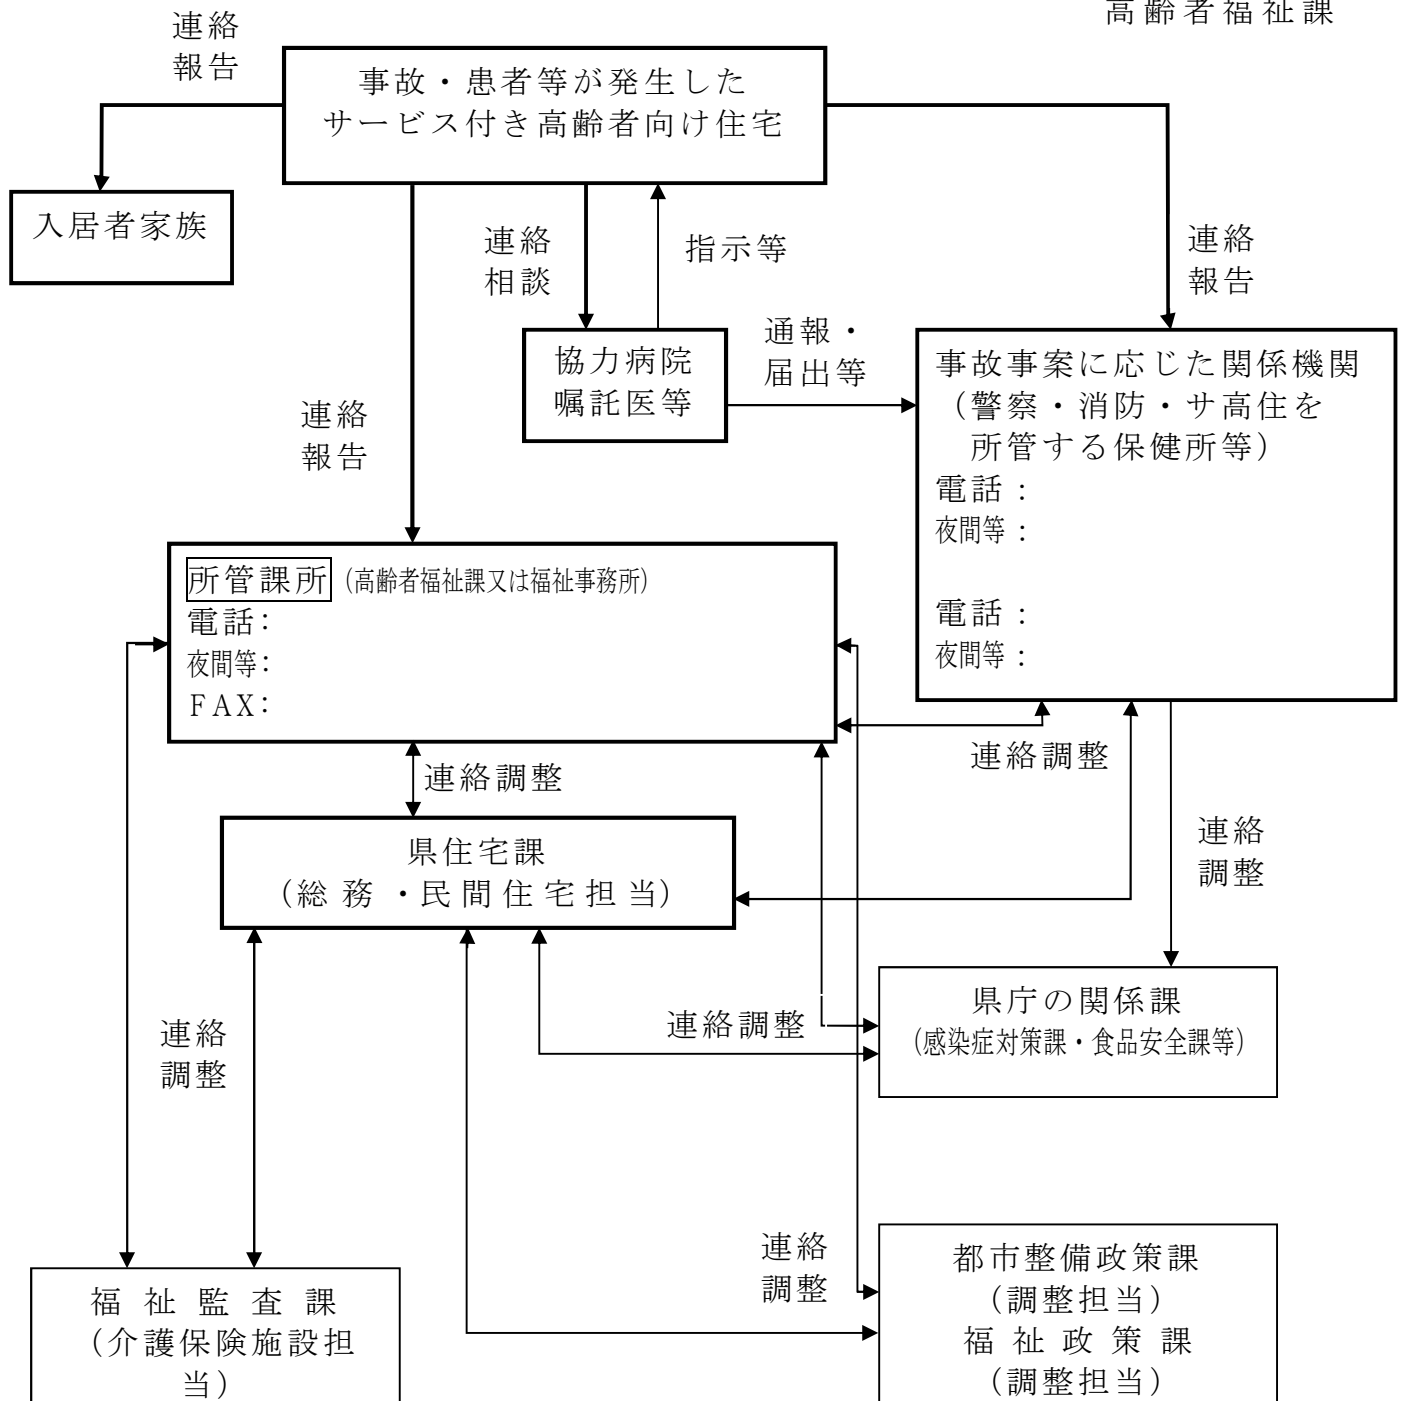 高齢者福祉課
連絡
報告
事故・患者等が発生した
サービス付き高齢者向け住宅
入居者家族
連絡
相談
指示等
連絡
報告
協力病院
嘱託医等
通報・
届出等
事故事案に応じた関係機関
（警察・消防・サ高住を
所管する保健所等）
電話：
夜間等：
電話：
夜間等：
連絡
報告
所管課所（高齢者福祉課又は福祉事務所）
電話：
夜間等：
ＦＡＸ：
連絡調整
連絡調整
県住宅課
（総務・民間住宅担当）
連絡
調整
連絡
調整
連絡調整
県庁の関係課
（感染症対策課・食品安全課等）
連絡
調整
都市整備政策課
（調整担当）
福祉政策課
（調整担当）
福祉監査課
（介護保険施設担
当）